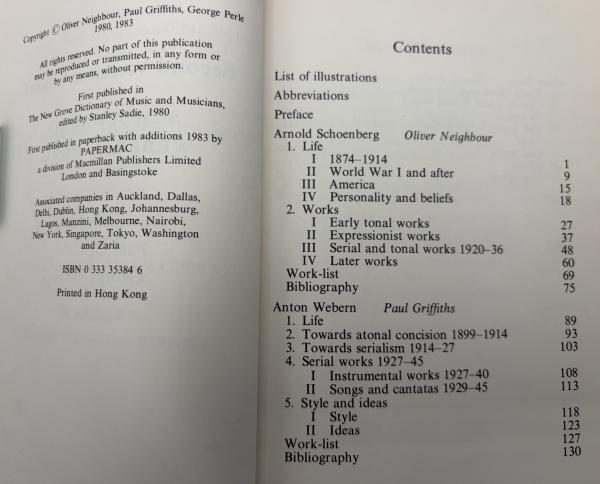 Copyright © Oliver Neighbour, Paul Griffiths, George Perle
1980, 1983
All rights reserved. No part of this publication
may be reproduced or transmitted, in any form or
by any means, without permission.
First published in
The New Grove Dictionary of Music and Musicians,
edited by Stanley Sadie, 1980
First published in paperback with additions 1983 by
PAPERMAC
a division of Macmillan Publishers Limited
London and Basingstoke
Associated companies in Auckland, Dallas,
Delhi, Dublin, Hong Kong, Johannesburg,
Lagos, Manzini, Melbourne, Nairobi,
New York, Singapore, Tokyo, Washington
and Zaria
ISBN 0 333 35384 6
Printed in Hong Kong
Contents
List of illustrations
Abbreviations
Preface
Arnold Schoenberg Oliver Neighbour
1. Life
I 1874–1914 1
II World War I and after 9
III America 15
IV Personality and beliefs 18
2. Works
I Early tonal works 27
II Expressionist works 37
III Serial and tonal works 1920–36 48
IV Later works 60
Work-list 69
Bibliography 75
Anton Webern Paul Griffiths
1. Life 89
2. Towards atonal concision 1899–1914 93
3. Towards serialism 1914–27 103
4. Serial works 1927–45
I Instrumental works 1927–40 108
II Songs and cantatas 1929–45 113
5. Style and ideas
I Style 118
II Ideas 123
Work-list 127
Bibliography 130